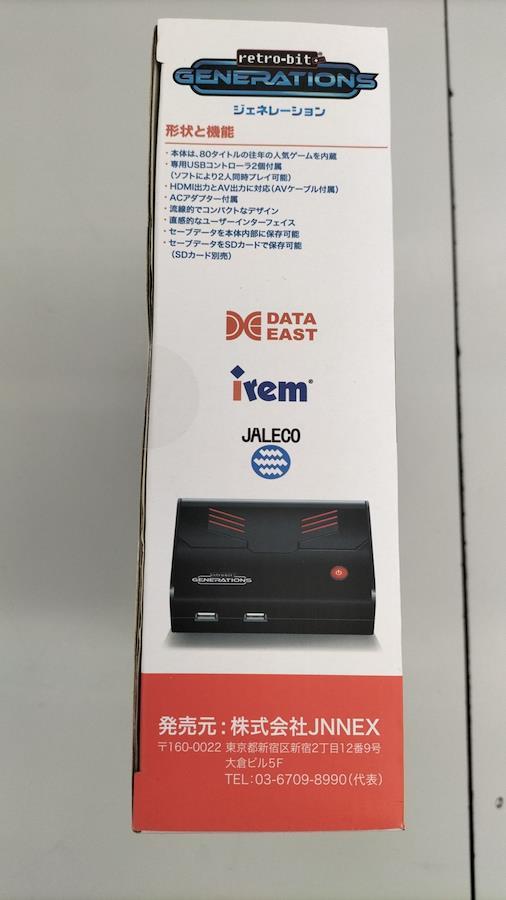 retro-bit
GENERATIONS
ジェネレーション
形状と機能
・本体は、80タイトルの往年の人気ゲームを内蔵
・専用USBコントローラ2個付属
(ソフトにより2人同時プレイ可能)
・HDMI出力とAV出力に対応(AVケーブル付属)
・ACアダプター付属
・流線的でコンパクトなデザイン
・直感的なユーザーインターフェイス
・セーブデータを本体内部に保存可能
・セーブデータをSDカードで保存可能
(SDカード別売)
DATA
EAST
irem®
JALECO
retro-bit
GENERATIONS
発売元:株式会社JNNEX
〒160-0022 東京都新宿区新宿2丁目12番9号
大倉ビル5F
TEL:03-6709-8990(代表)